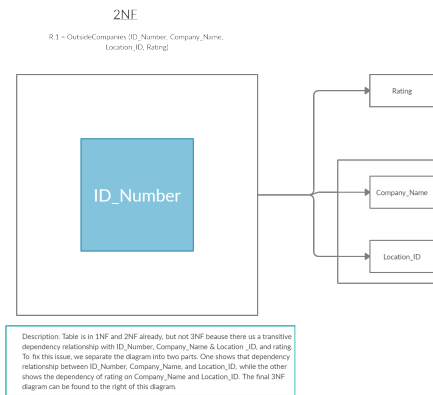 2NF
R.1 = OutsideCompanies (ID_Number, Company_Name,
Location_ID, Rating)
Rating
ID_Number
Company_Name
Location_ID
Description: Table is in 1NF and 2NF already, but not 3NF beause there us a transitive
dependency relationship with ID_Number, Company_Name & Location _ID, and rating.
To fix this issue, we separate the diagram into two parts. One shows that dependency
relationship between ID_Number, Company_Name, and Location_ID, while the other
shows the dependency of rating on Company_Name and Location_ID. The final 3NF
diagram can be found to the right of this diagram.